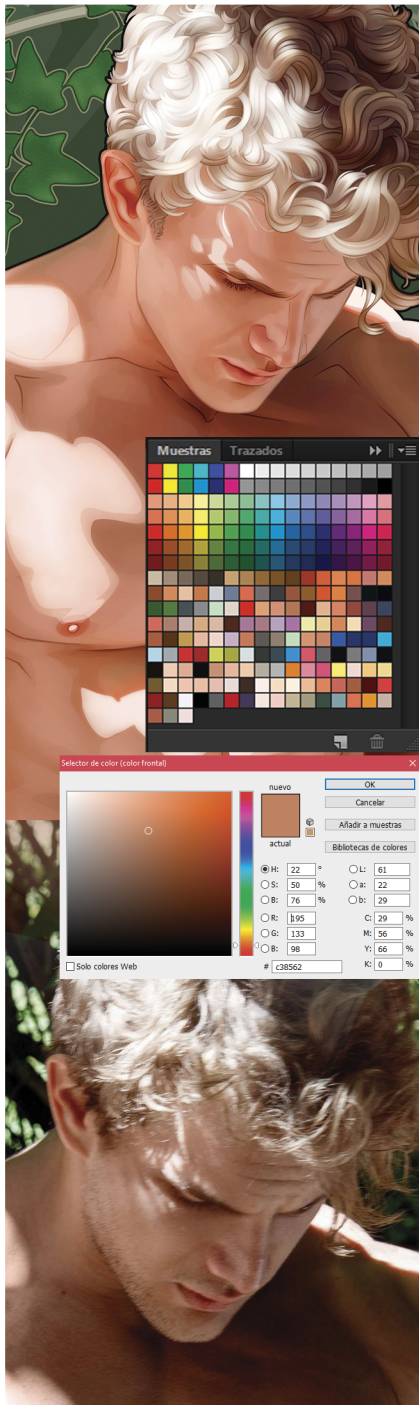 Muestras Trazados
Selector de color (color frontal)
nuevo
actual
OK
Cancelar
Añadir a muestras
Bibliotecas de colores
H: 22 °
S: 50 %
B: 76 %
R: 195
G: 133
B: 98
# c38562
L: 61
a: 22
b: 29
C: 29 %
M: 56 %
Y: 66 %
K: 0 %
Solo colores Web